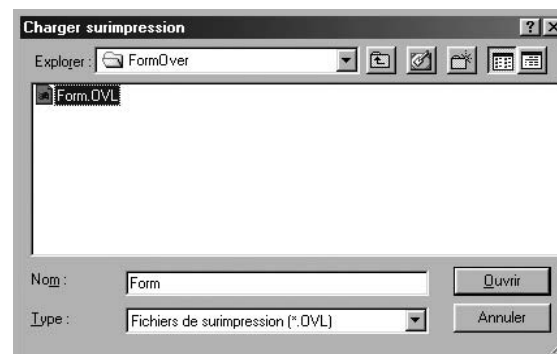 Charger surimpression
Explorer : FormOver
Form.OVL
Nom : Form
Ouvrir
Type : Fichiers de surimpression (*.OVL)
Annuler